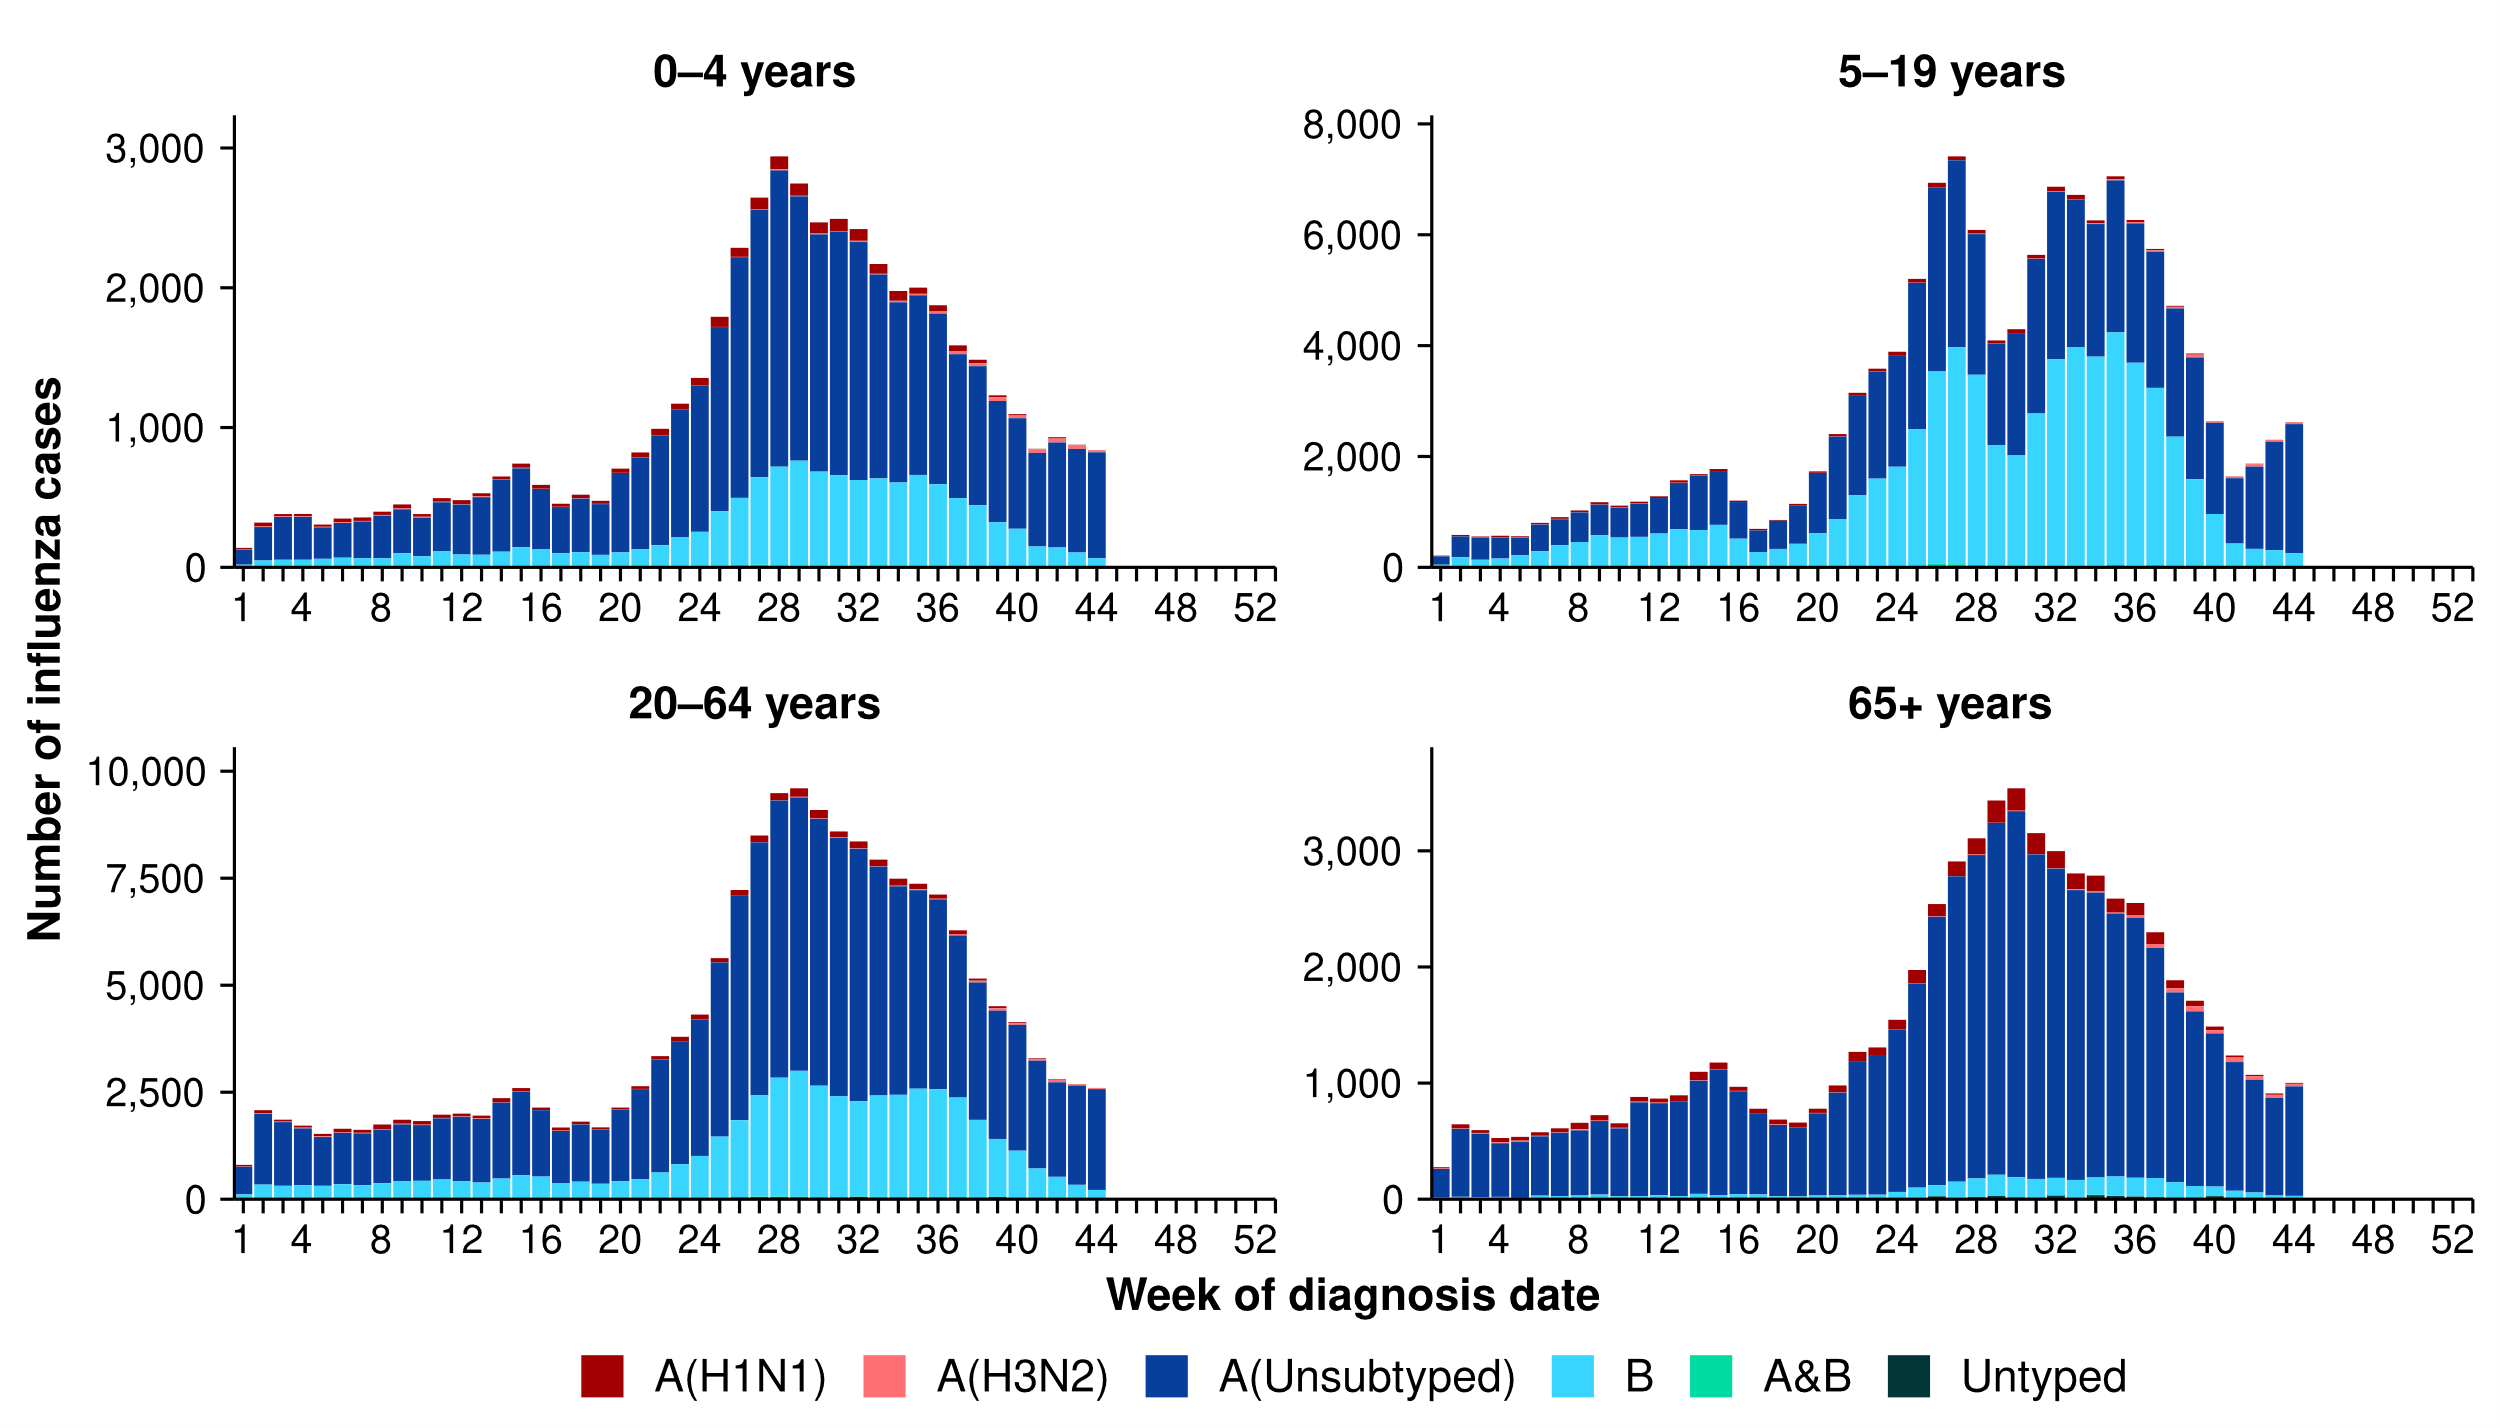 0–4 years
5–19 years
Number of influenza cases
3,000
2,000
1,000
0
1 4 8 12 16 20 24 28 32 36 40 44 48 52
8,000
6,000
4,000
2,000
0
1 4 8 12 16 20 24 28 32 36 40 44 48 52
20–64 years
65+ years
10,000
7,500
5,000
2,500
0
1 4 8 12 16 20 24 28 32 36 40 44 48 52
3,000
2,000
1,000
0
1 4 8 12 16 20 24 28 32 36 40 44 48 52
Week of diagnosis date
A(H1N1) A(H3N2) A(Unsubtyped) B A&B Untyped